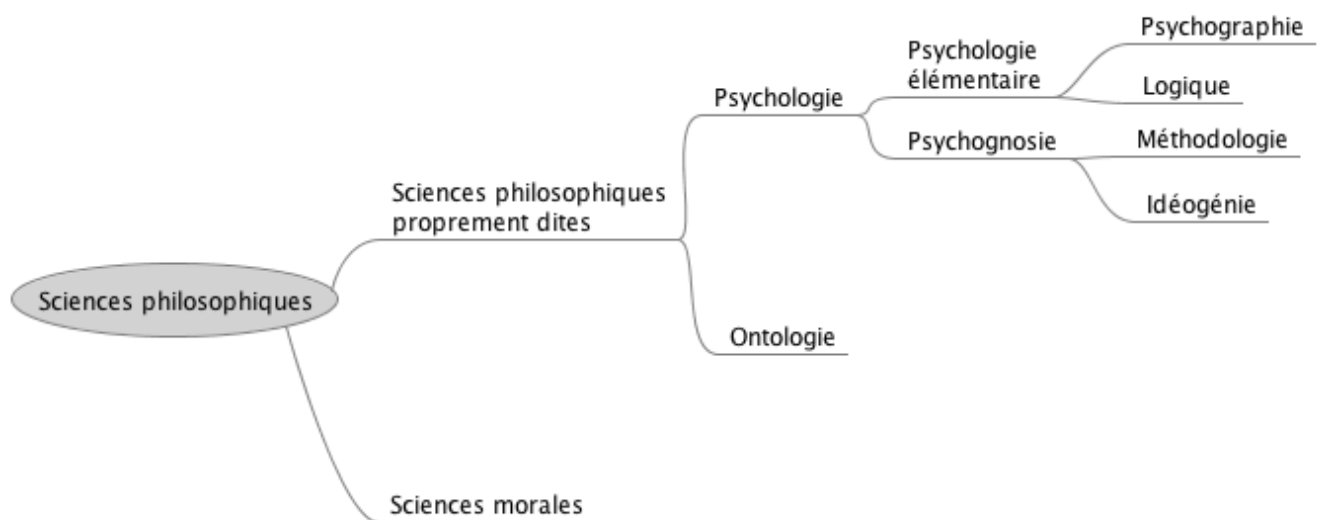 Psychographie
Psychologie
élémentaire
Logique
Psychologie
Psychognosie
Méthodologie
Idéogénie
Sciences philosophiques
proprement dites
Sciences philosophiques
Ontologie
Sciences morales